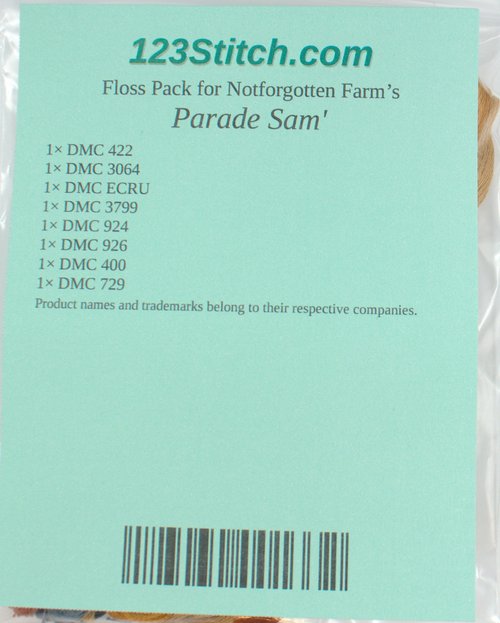 123Stitch.com
Floss Pack for Notforgotten Farm’s
Parade Sam'
1× DMC 422
1× DMC 3064
1× DMC ECRU
1× DMC 3799
1× DMC 924
1× DMC 926
1× DMC 400
1× DMC 729
Product names and trademarks belong to their respective companies.